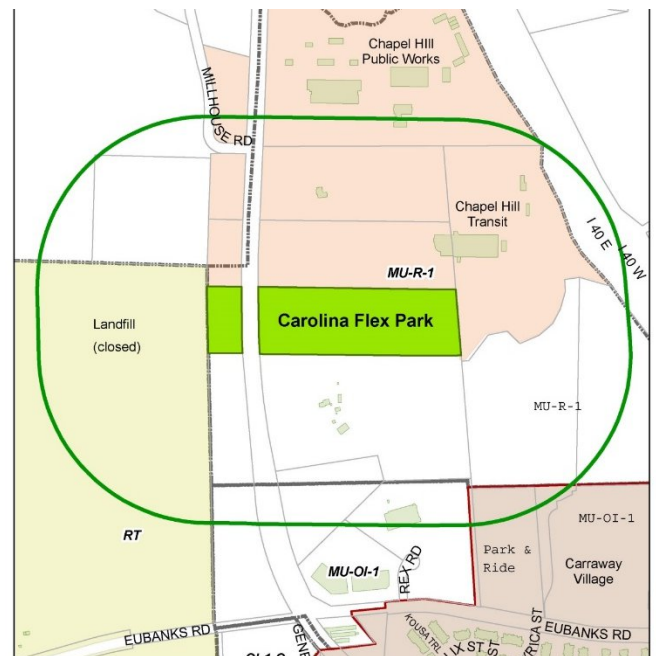 Chapel Hill
Public Works
MILLHOUSE RD
Chapel Hill
Transit
I 40 E
I 40 W
MU-R-1
Landfill
(closed)
Carolina Flex Park
MU-R-1
MU-OI-1
RT
Park &
Ride
Carraway
Village
MU-OI-1
REX RD
EUBANKS RD
EUBANKS RD
KOUSA TRL